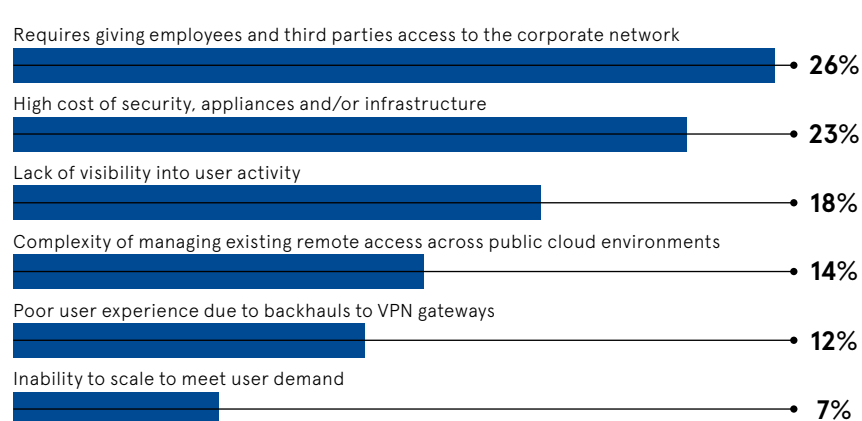 Requires giving employees and third parties access to the corporate network
26%
High cost of security, appliances and/or infrastructure
23%
Lack of visibility into user activity
18%
Complexity of managing existing remote access across public cloud environments
14%
Poor user experience due to backhauls to VPN gateways
12%
Inability to scale to meet user demand
7%